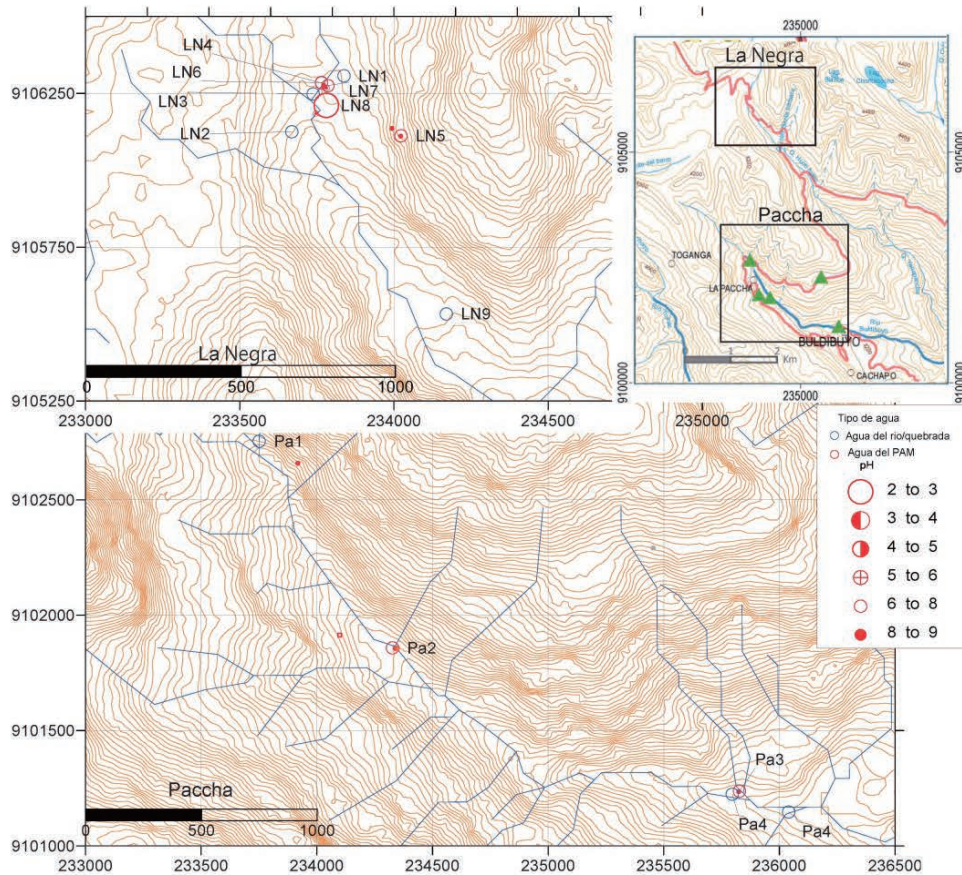 LN4
LN6
LN3
LN2
LN1
LN7
LN8
LN5
LN9
9106250
9105750
9105250
La Negra
0
500
1000
233000
233500
234000
234500
235000
235000
La Negra
9105000
Paccha
TOGANGA
LA PACCHA
BULDIBUYO
CACHAPO
Km
9100000
235000
Tipo de agua
Agua del rio/quebrada
Agua del PAM
pH
2 to 3
3 to 4
4 to 5
5 to 6
6 to 8
8 to 9
Pa1
9102500
9102000
Pa2
9101500
Pa3
Paccha
0
500
1000
Pa4
Pa4
9101000
233000
233500
234000
234500
235000
235500
236000
236500